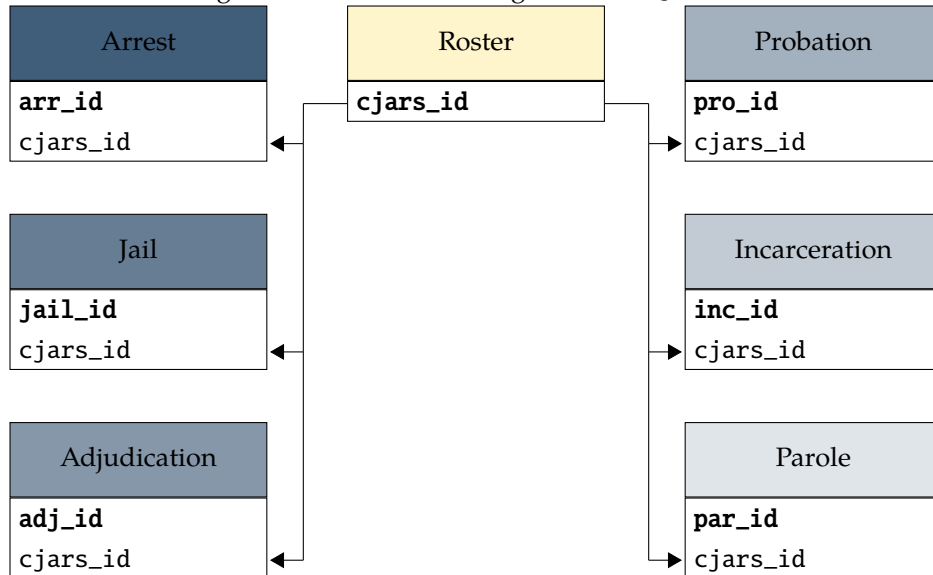 Arrest
arr_id
cjars_id
Roster
cjars_id
Probation
pro_id
cjars_id
Jail
jail_id
cjars_id
Incarceration
inc_id
cjars_id
Adjudication
adj_id
cjars_id
Parole
par_id
cjars_id